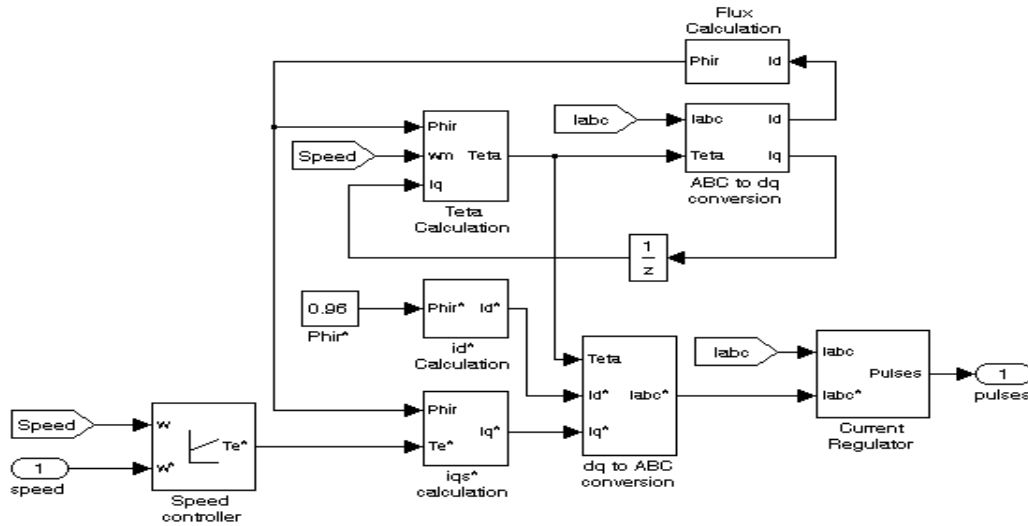 Flux
Calculation
Phir Id
Iabc
Iabc Id
Teta Iq
ABC to dq
conversion
Speed
Phir
wm Teta
Iq
Teta
Calculation
1
z
0.96
Phir*
Phir* Id*
id*
Calculation
Teta
Id* Iabc*
Iq*
dq to ABC
conversion
Iabc
Iabc
Pulses
Iabc*
Current
Regulator
1
pulses
Speed
1
speed
w
Te*
w*
Speed
controller
Phir
Iq*
Te*
iqs*
calculation